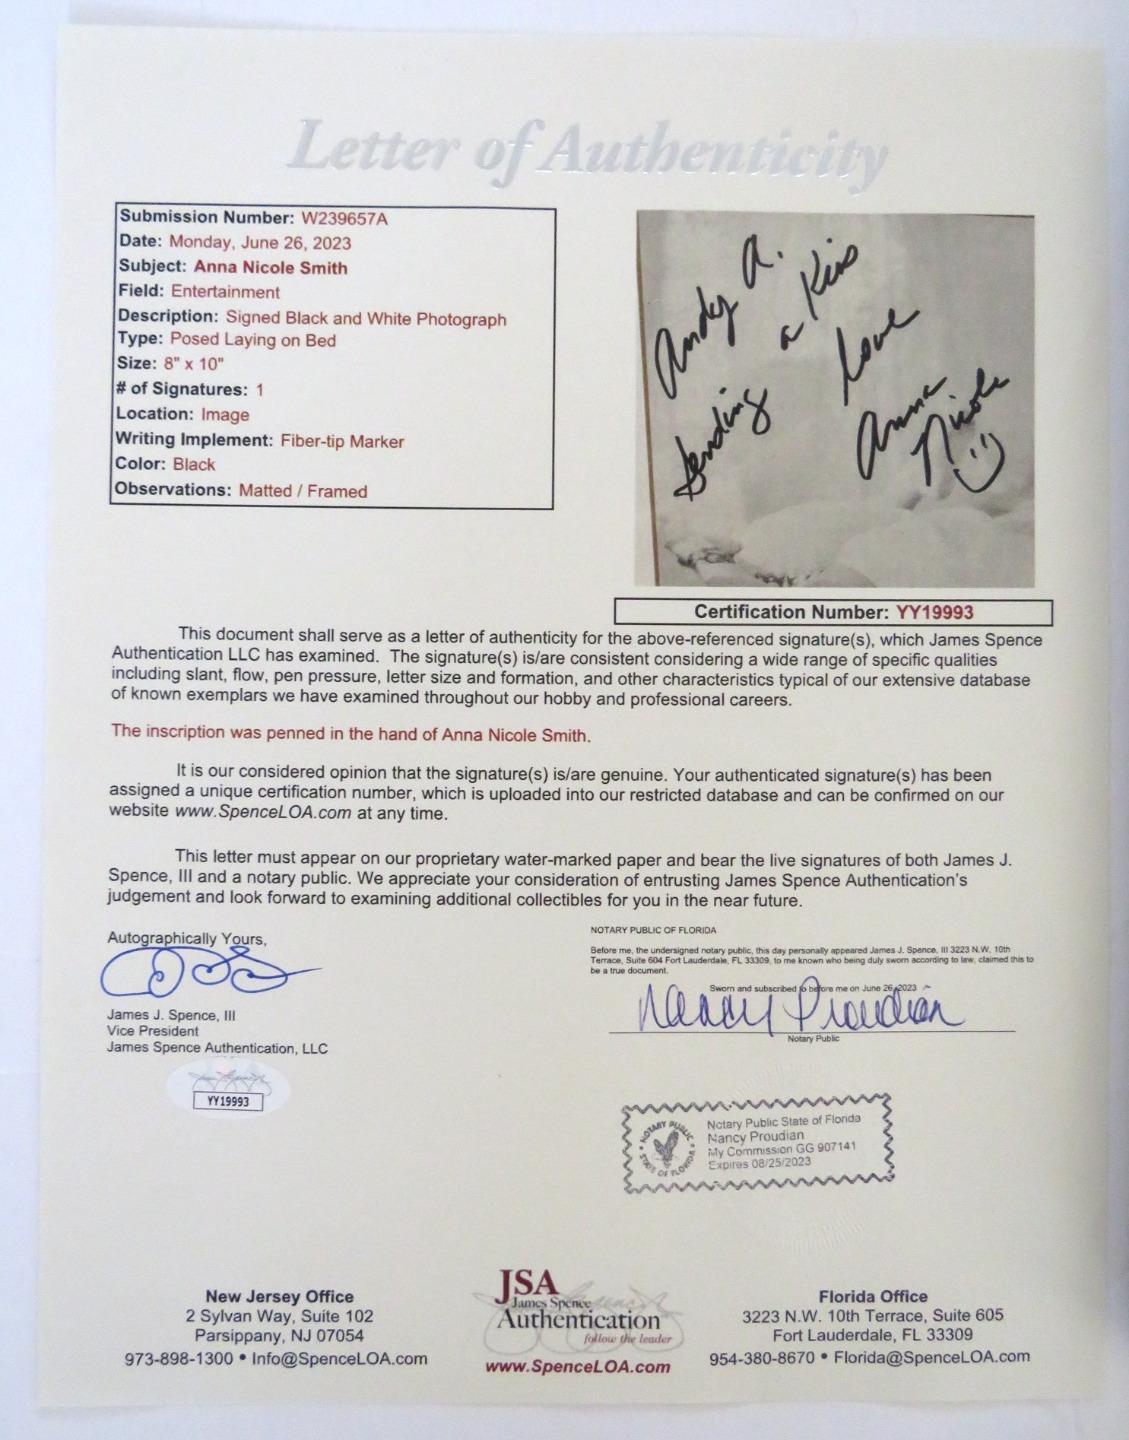 Letter of Authenticity
Submission Number: W239657A
Date: Monday, June 26, 2023
Subject: Anna Nicole Smith
Field: Entertainment
Description: Signed Black and White Photograph
Type: Posed Laying on Bed
Size: 8" x 10"
# of Signatures: 1
Location: Image
Writing Implement: Fiber-tip Marker
Color: Black
Observations: Matted / Framed
Andy A.
Sending a Kiss
Love
Anna
Nicole
Certification Number: YY19993
This document shall serve as a letter of authenticity for the above-referenced signature(s), which James Spence
Authentication LLC has examined. The signature(s) is/are consistent considering a wide range of specific qualities
including slant, flow, pen pressure, letter size and formation, and other characteristics typical of our extensive database
of known exemplars we have examined throughout our hobby and professional careers.
The inscription was penned in the hand of Anna Nicole Smith.
It is our considered opinion that the signature(s) is/are genuine. Your authenticated signature(s) has been
assigned a unique certification number, which is uploaded into our restricted database and can be confirmed on our
website www.SpenceLOA.com at any time.
This letter must appear on our proprietary water-marked paper and bear the live signatures of both James J.
Spence, III and a notary public. We appreciate your consideration of entrusting James Spence Authentication's
judgement and look forward to examining additional collectibles for you in the near future.
Autographically Yours,
James J. Spence, III
Vice President
James Spence Authentication, LLC
YY19993
NOTARY PUBLIC OF FLORIDA
Before me, the undersigned notary public, this day personally appeared James J. Spence, III 3223 N.W. 10th
Terrace, Suite 604 Fort Lauderdale, FL 33309, to me known who being duly sworn according to law, claimed this to
be a true document.
Sworn and subscribed to before me on June 26, 2023
Nancy Proudian
Notary Public
NOTARY PUBLIC
STATE OF FLORIDA
Notary Public State of Florida
Nancy Proudian
My Commission GG 907141
Expires 08/25/2023
New Jersey Office
2 Sylvan Way, Suite 102
Parsippany, NJ 07054
973-898-1300 • Info@SpenceLOA.com
JSA
James Spence
Authentication
follow the leader
www.SpenceLOA.com
Florida Office
3223 N.W. 10th Terrace, Suite 605
Fort Lauderdale, FL 33309
954-380-8670 • Florida@SpenceLOA.com